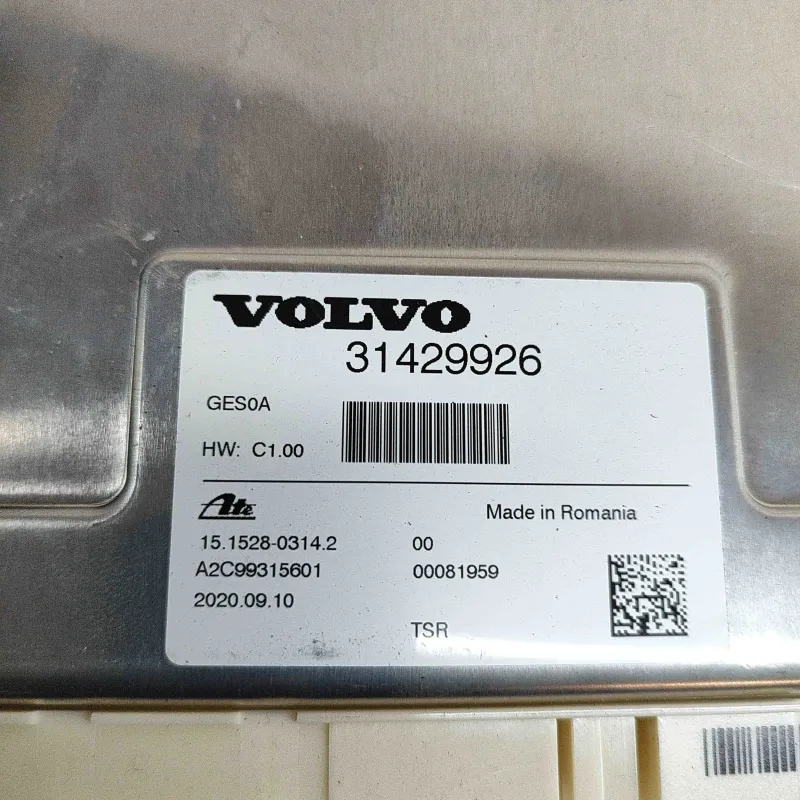 VOLVO
31429926
GES0A
HW: C1.00
Ate
Made in Romania
15.1528-0314.2 00
A2C99315601 00081959
2020.09.10
TSR